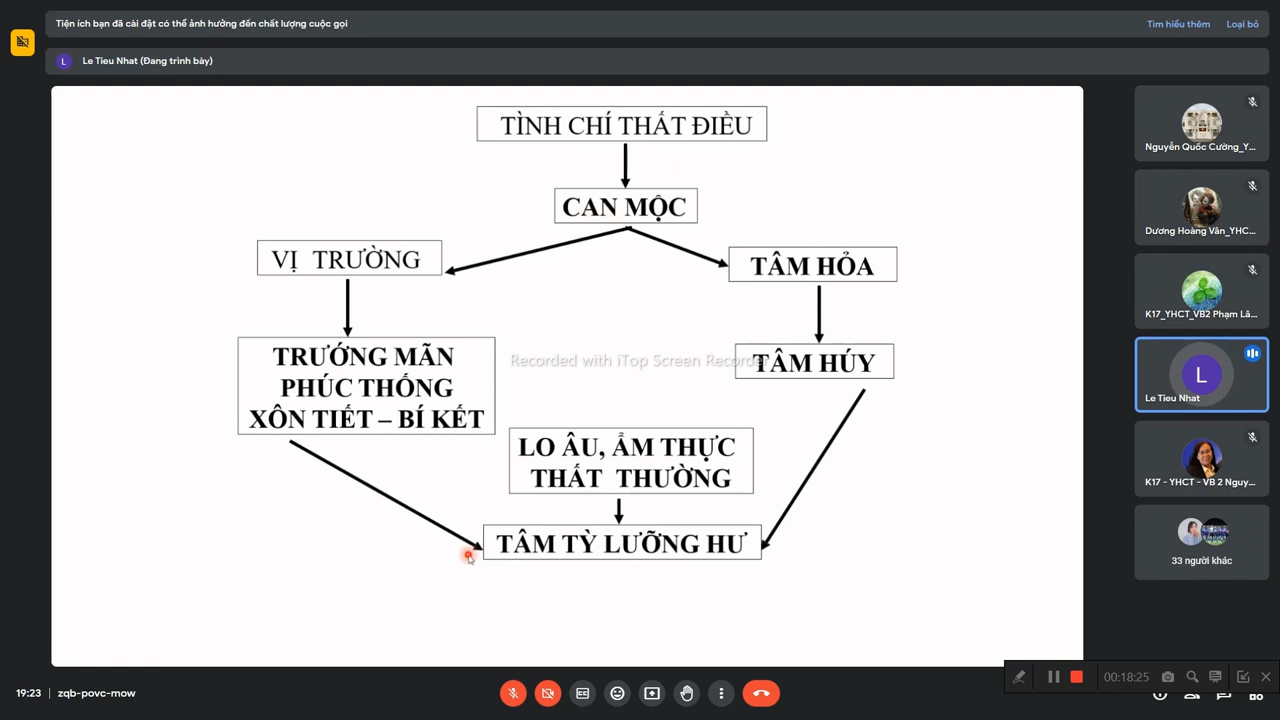 Tiện ích bạn đã cài đặt có thể ảnh hưởng đến chất lượng cuộc gọi
Tìm hiểu thêm
Loại bỏ
Le Tieu Nhat (Đang trình bày)
TÌNH CHÍ THẤT ĐIỀU
CAN MỘC
VỊ TRƯỜNG
TÂM HỎA
TRƯỚNG MÃN
PHÚC THỐNG
XÔN TIẾT – BÍ KẾT
Recorded with iTop Screen Recorder
TÂM HÚY
LO ÂU, ẨM THỰC
THẤT THƯỜNG
TÂM TỲ LƯỠNG HƯ
Nguyễn Quốc Cường_Y...
Dương Hoàng Vân_YHC...
K17_YHCT_VB2 Phạm Lâ...
L
Le Tieu Nhat
K17 - YHCT - VB 2 Nguy...
33 người khác
19:23
zqb-povc-mow
00:18:25